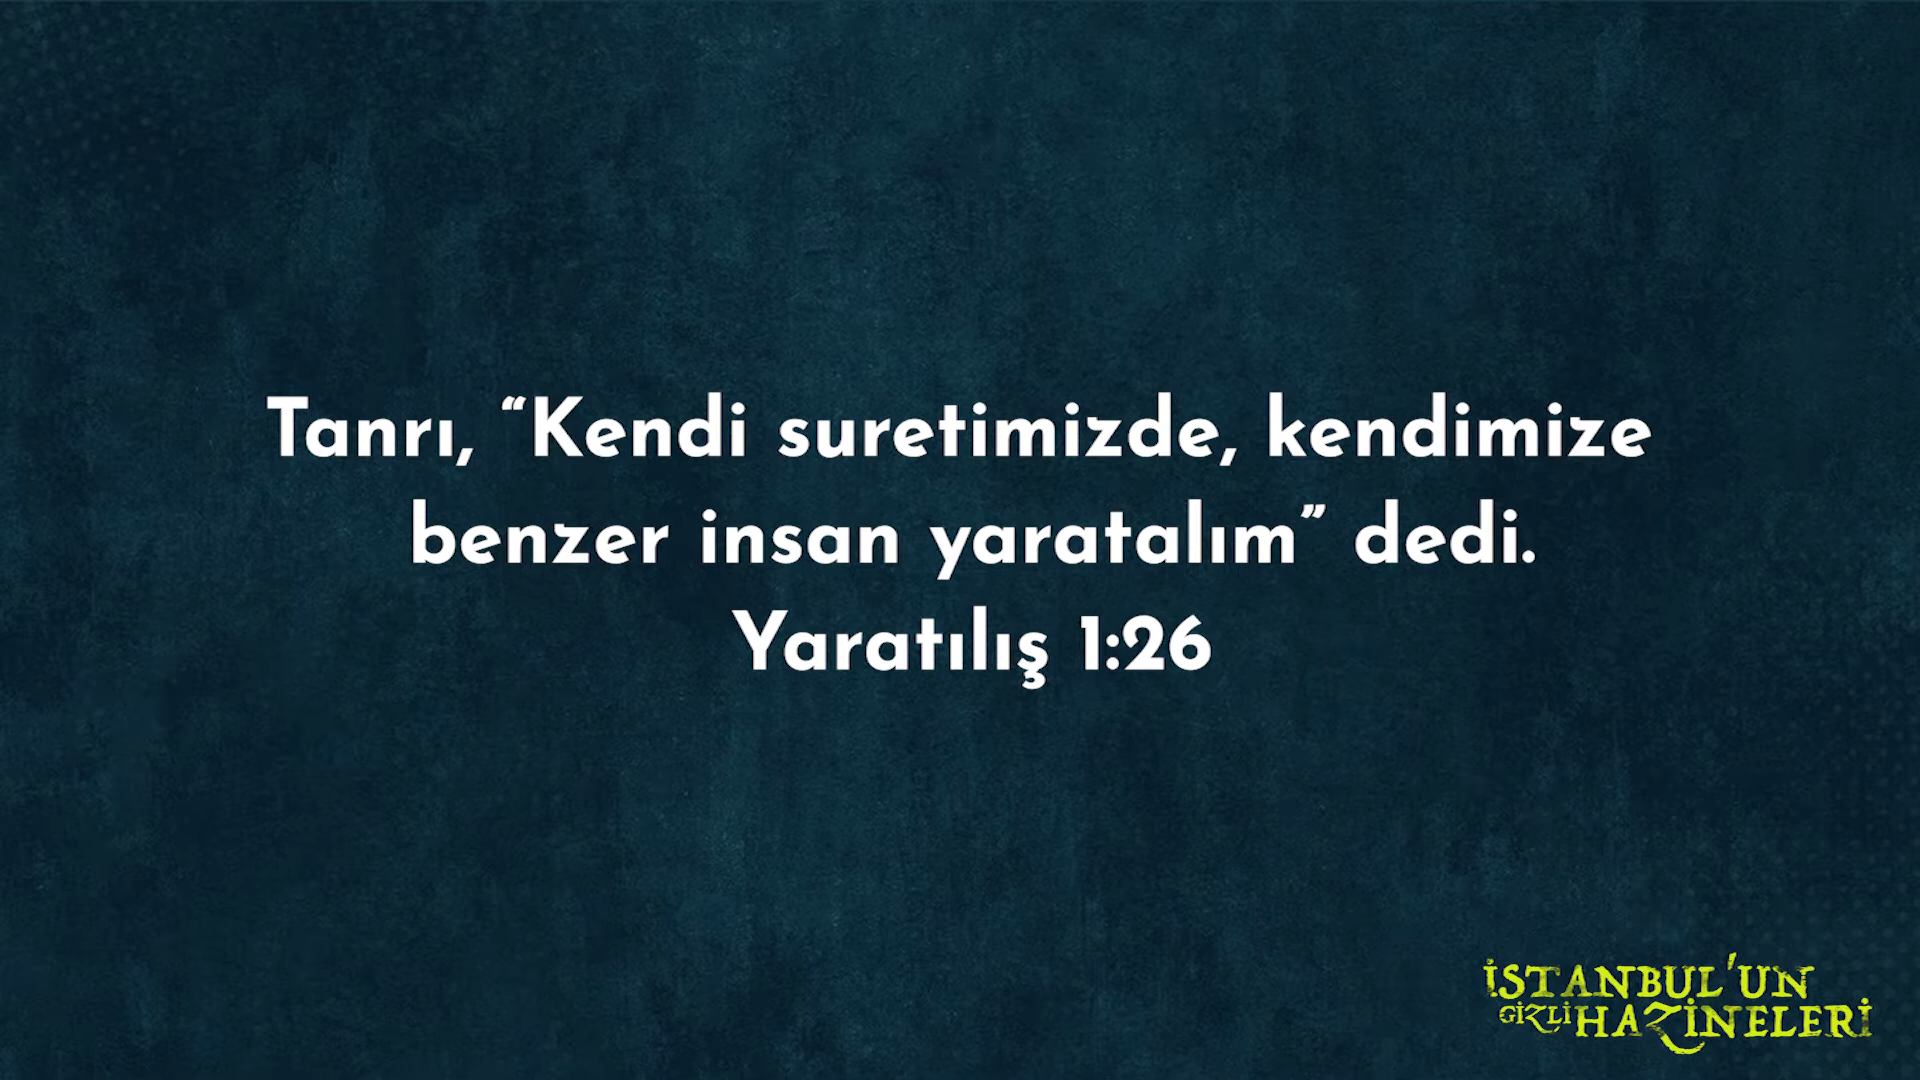 Tanrı, “Kendi suretimizde, kendimize
benzer insan yaratalım” dedi.
Yaratılış 1:26
İSTANBUL'UN
GİZLİ HAZİNELERİ